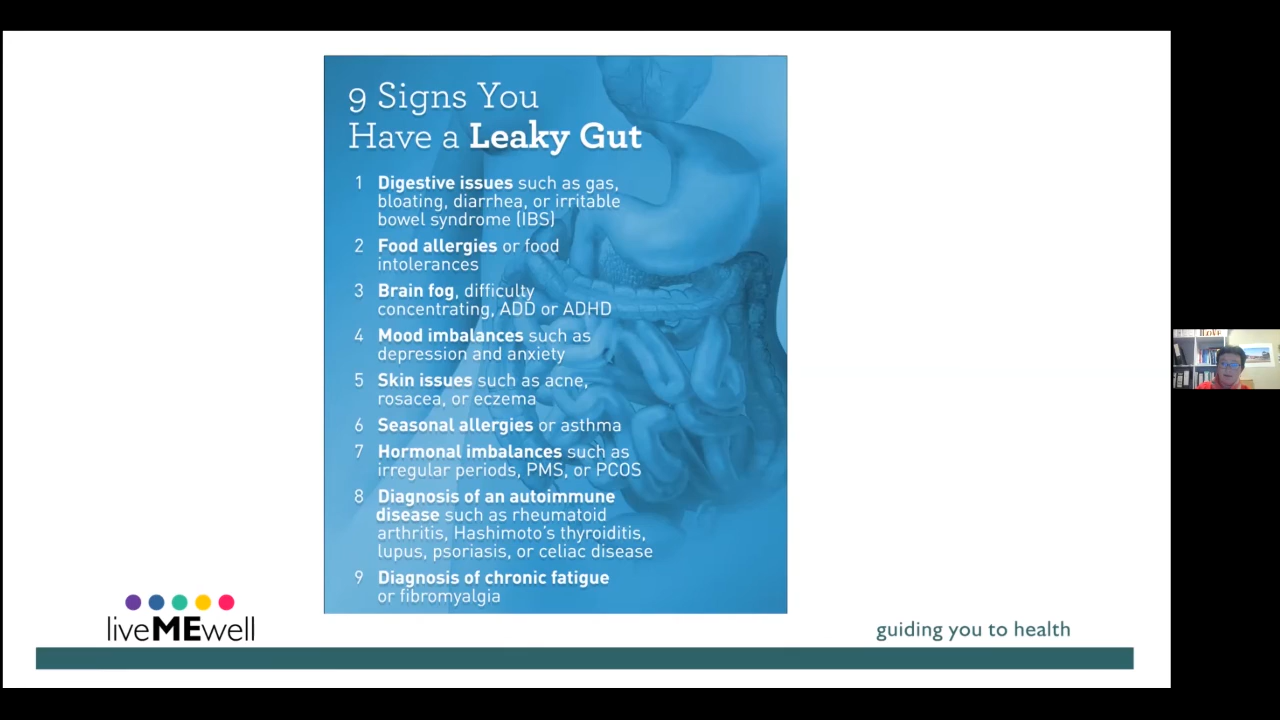 9 Signs You
Have a Leaky Gut
1 Digestive issues such as gas,
bloating, diarrhea, or irritable
bowel syndrome (IBS)
2 Food allergies or food
intolerances
3 Brain fog, difficulty
concentrating, ADD or ADHD
4 Mood imbalances such as
depression and anxiety
5 Skin issues such as acne,
rosacea, or eczema
6 Seasonal allergies or asthma
7 Hormonal imbalances such as
irregular periods, PMS, or PCOS
8 Diagnosis of an autoimmune
disease such as rheumatoid
arthritis, Hashimoto's thyroiditis,
lupus, psoriasis, or celiac disease
9 Diagnosis of chronic fatigue
or fibromyalgia
liveMEwell
guiding you to health